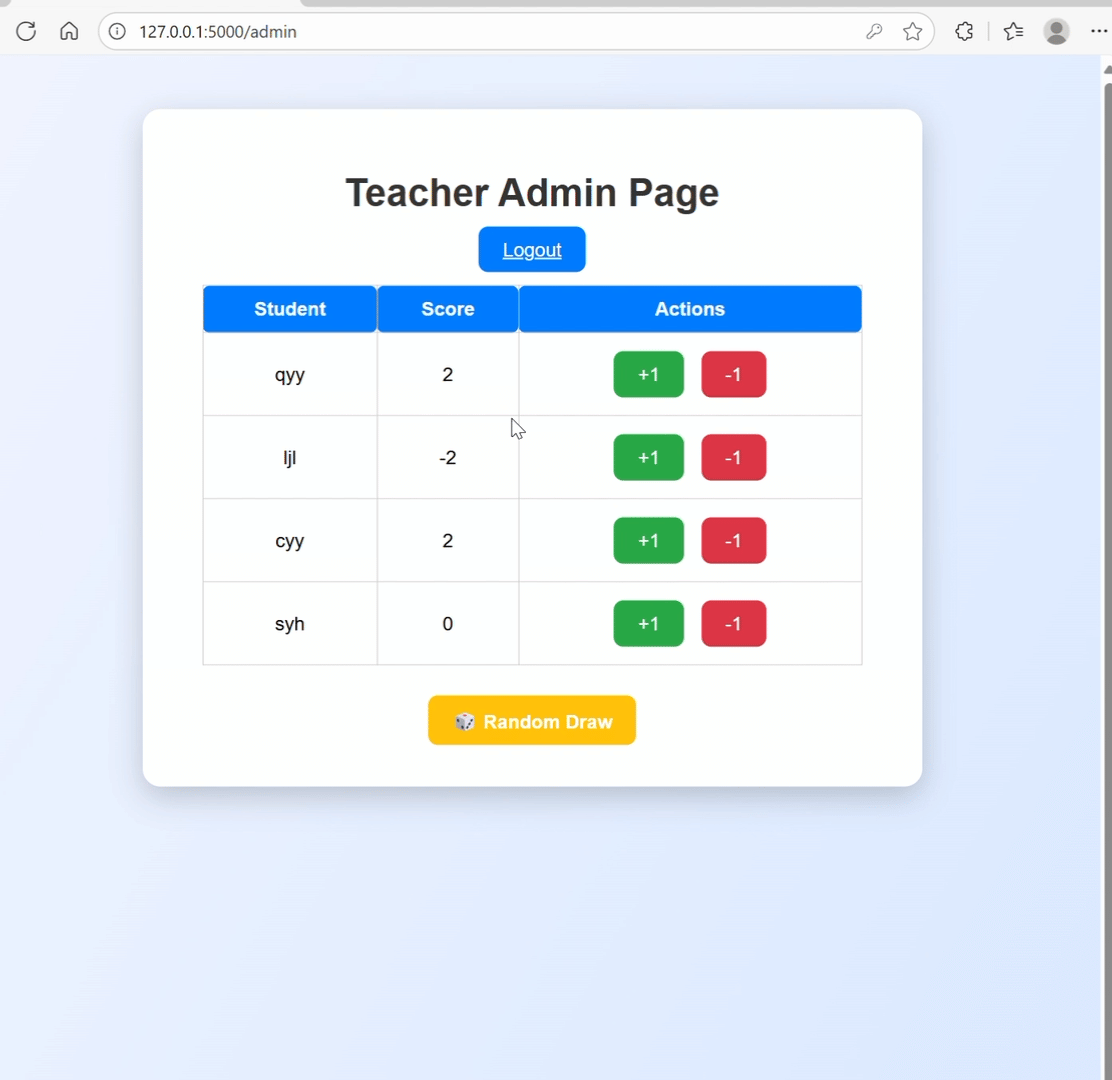 127.0.0.1:5000/admin
Teacher Admin Page
Logout
Student Score Actions
qyy 2 +1 -1
ljl -2 +1 -1
cyy 2 +1 -1
syh 0 +1 -1
🎲 Random Draw